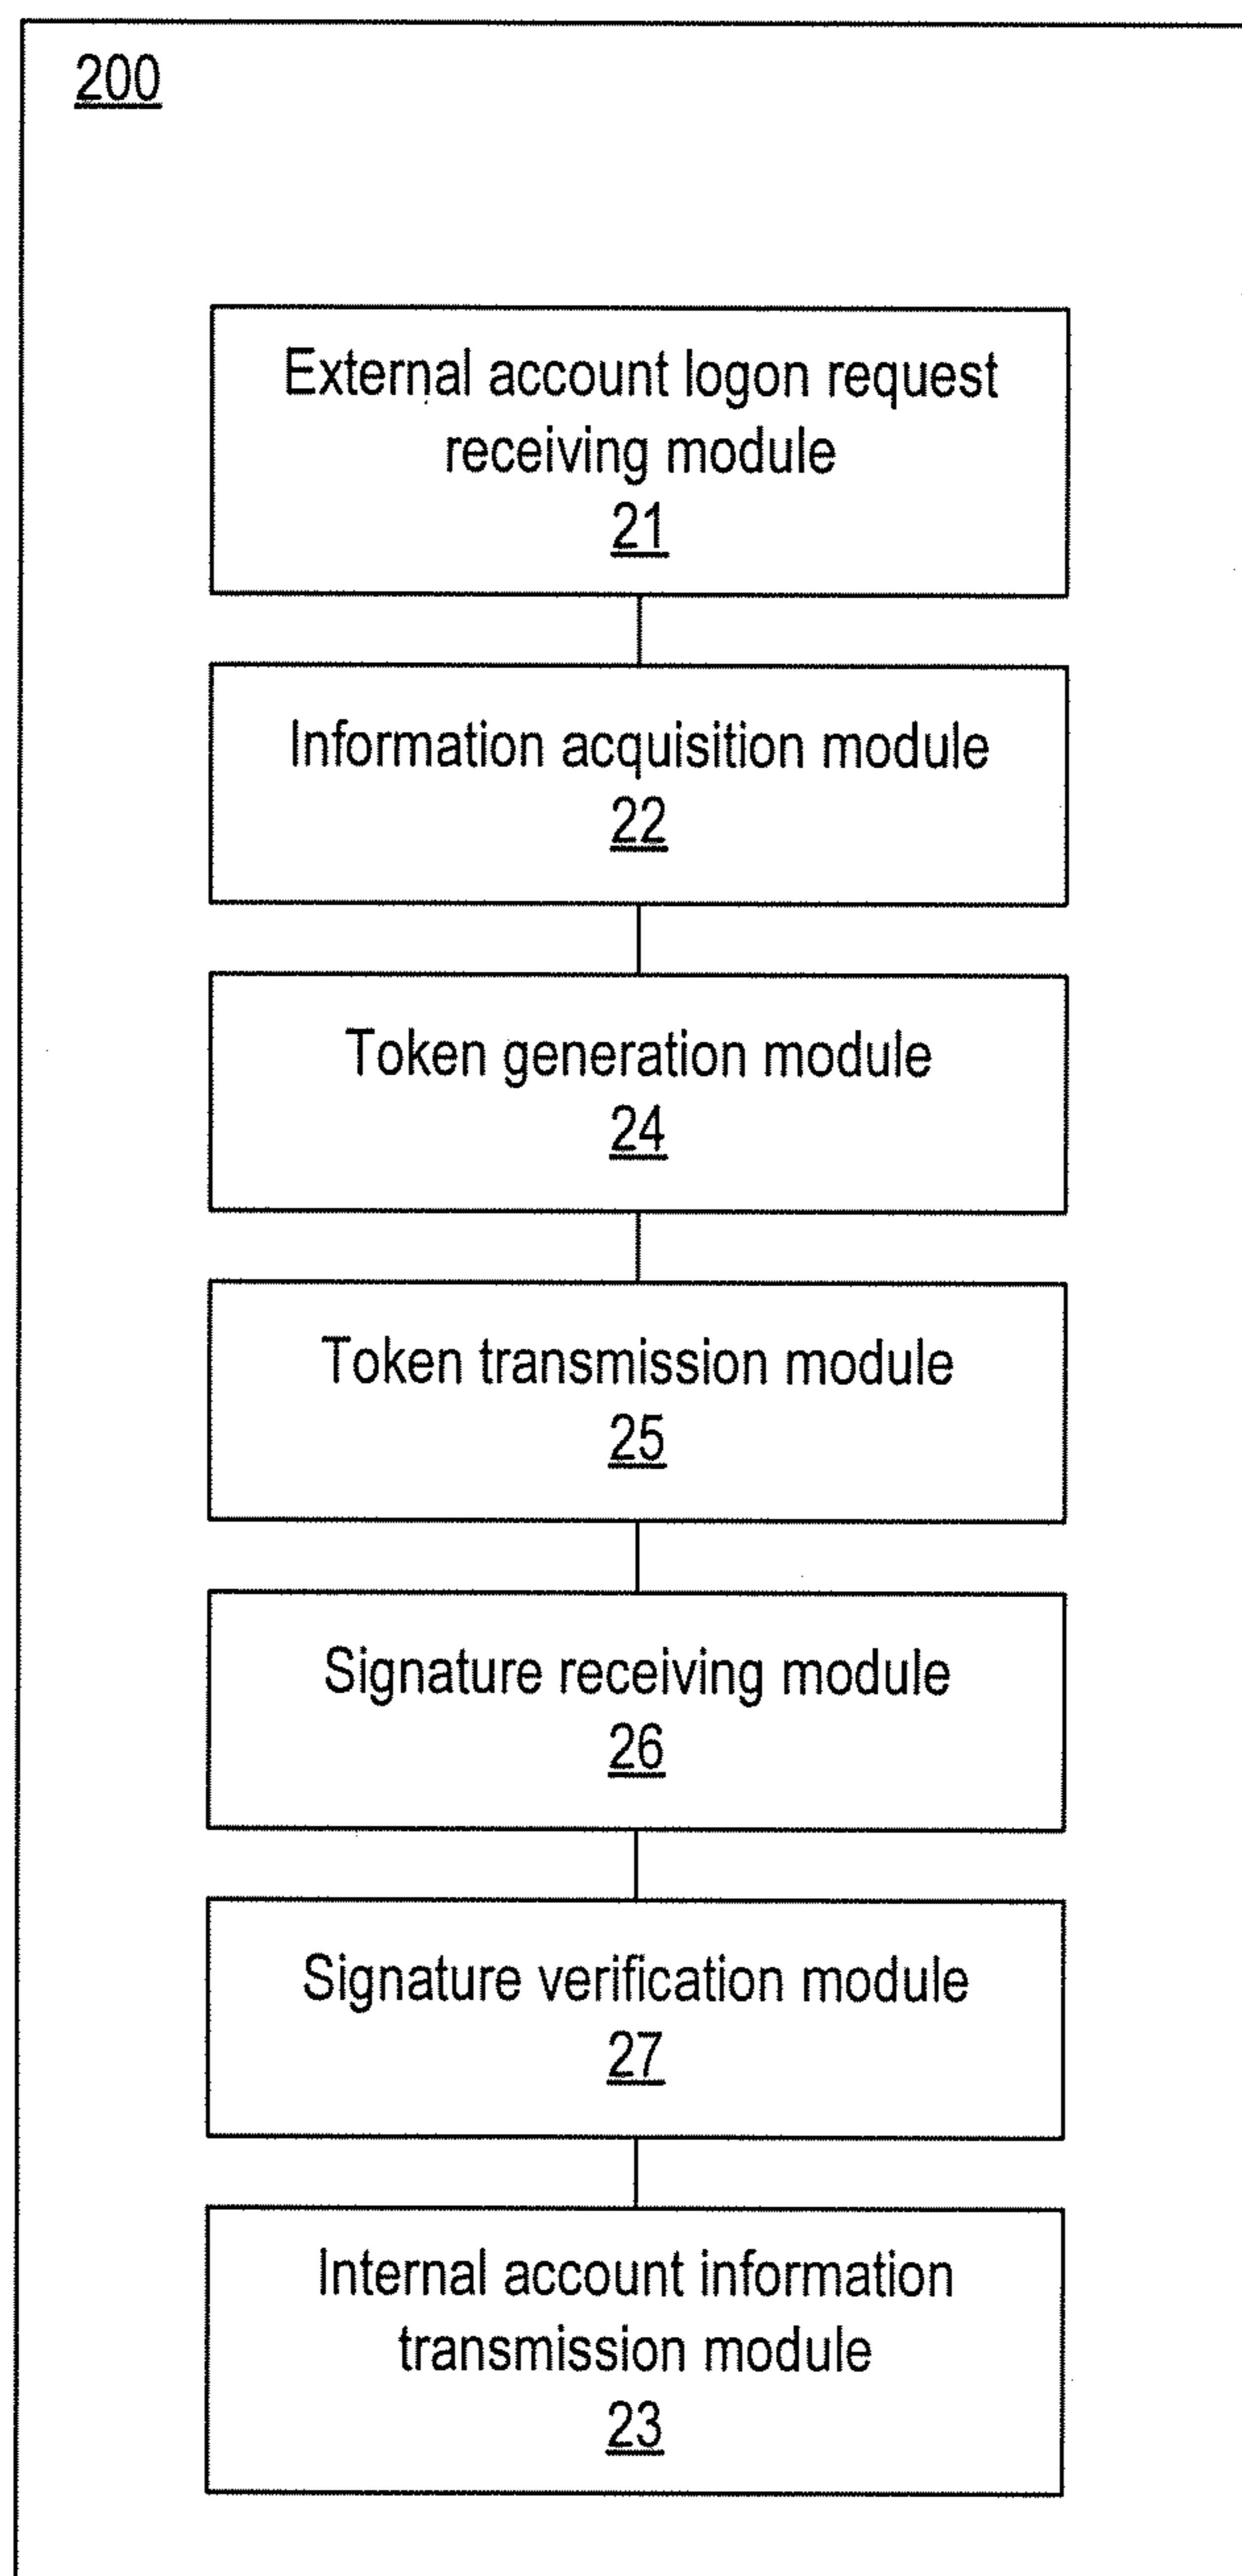 200
External account logon request
receiving module
21
Information acquisition module
22
Token generation module
24
Token transmission module
25
Signature receiving module
26
Signature verification module
27
Internal account information
transmission module
23